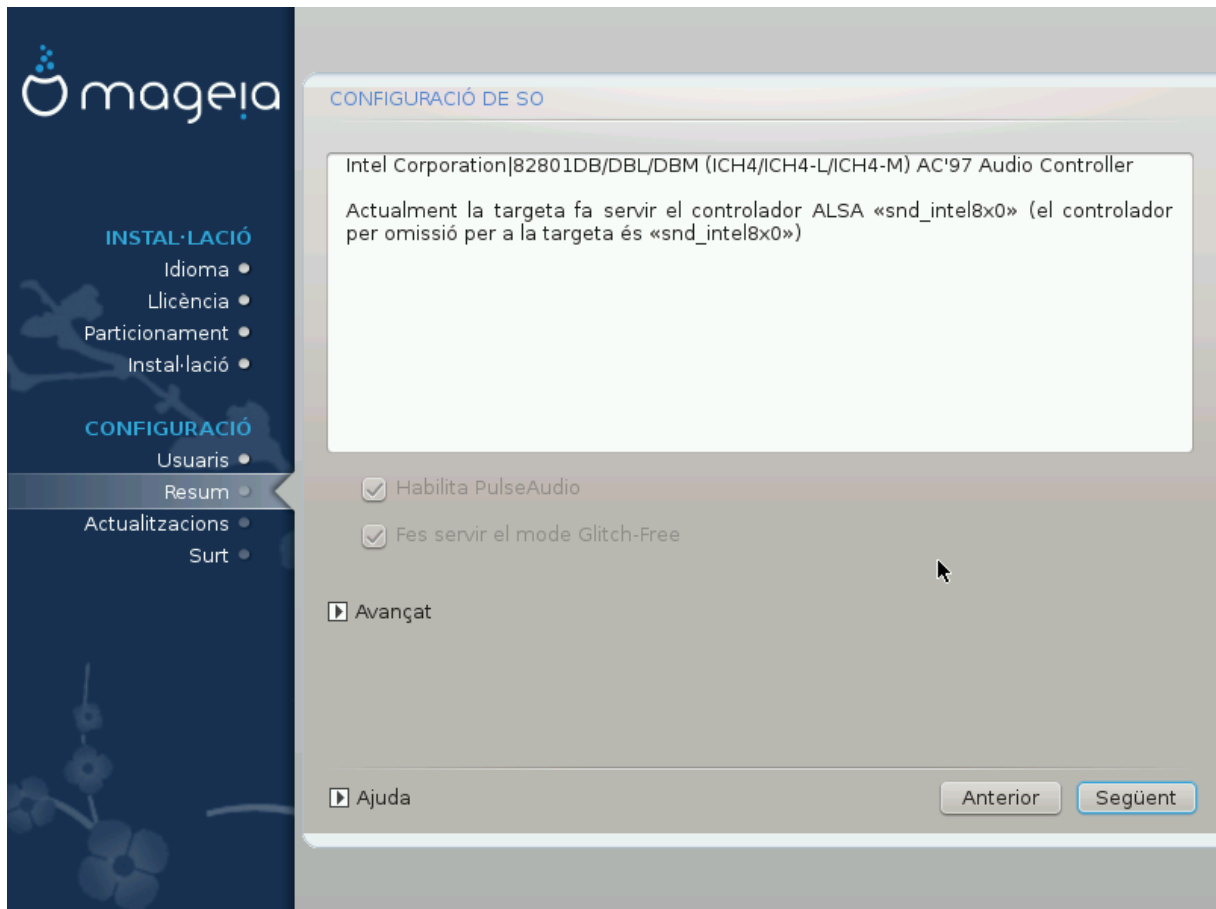 mageia
INSTAL·LACIÓ
Idioma
Llicència
Particionament
Instal·lació
CONFIGURACIÓ
Usuaris
Resum
Actualitzacions
Surt
CONFIGURACIÓ DE SO
Intel Corporation|82801DB/DBL/DBM (ICH4/ICH4-L/ICH4-M) AC'97 Audio Controller
Actualment la targeta fa servir el controlador ALSA «snd_intel8x0» (el controlador
per omissió per a la targeta és «snd_intel8x0»)
Habilita PulseAudio
Fes servir el mode Glitch-Free
Avançat
Ajuda
Anterior
Següent